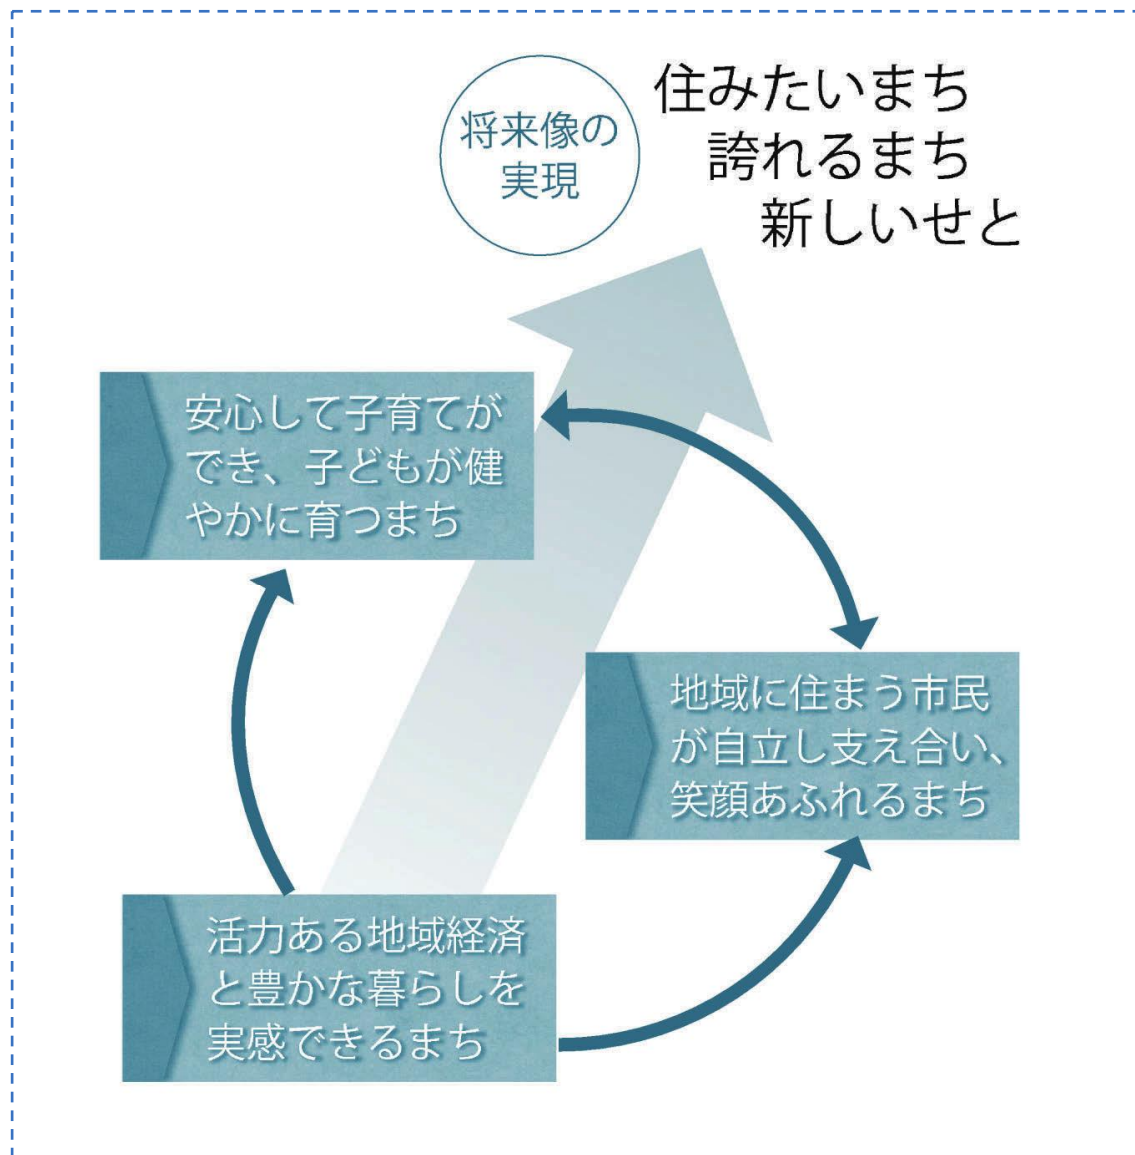 将来像の
実現
住みたいまち
誇れるまち
新しいせと
安心して子育てが
でき、子どもが健
やかに育つまち
地域に住まう市民
が自立し支え合い、
笑顔あふれるまち
活力ある地域経済
と豊かな暮らしを
実感できるまち